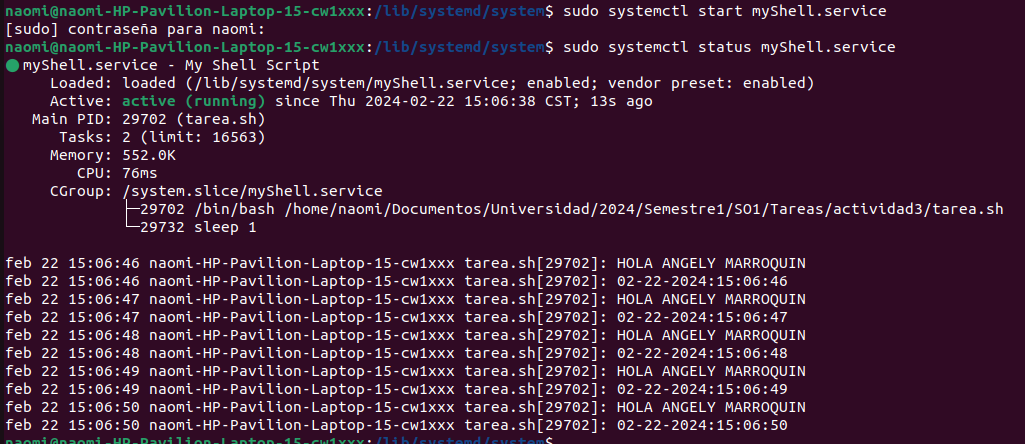 naomi@naomi-HP-Pavilion-Laptop-15-cw1xxx:/lib/systemd/system$ sudo systemctl start myShell.service
[sudo] contraseña para naomi:
naomi@naomi-HP-Pavilion-Laptop-15-cw1xxx:/lib/systemd/system$ sudo systemctl status myShell.service
● myShell.service - My Shell Script
Loaded: loaded (/lib/systemd/system/myShell.service; enabled; vendor preset: enabled)
Active: active (running) since Thu 2024-02-22 15:06:38 CST; 13s ago
Main PID: 29702 (tarea.sh)
Tasks: 2 (limit: 16563)
Memory: 552.0K
CPU: 76ms
CGroup: /system.slice/myShell.service
├─29702 /bin/bash /home/naomi/Documentos/Universidad/2024/Semestre1/SO1/Tareas/actividad3/tarea.sh
└─29732 sleep 1
feb 22 15:06:46 naomi-HP-Pavilion-Laptop-15-cw1xxx tarea.sh[29702]: HOLA ANGELY MARROQUIN
feb 22 15:06:46 naomi-HP-Pavilion-Laptop-15-cw1xxx tarea.sh[29702]: 02-22-2024:15:06:46
feb 22 15:06:47 naomi-HP-Pavilion-Laptop-15-cw1xxx tarea.sh[29702]: HOLA ANGELY MARROQUIN
feb 22 15:06:47 naomi-HP-Pavilion-Laptop-15-cw1xxx tarea.sh[29702]: 02-22-2024:15:06:47
feb 22 15:06:48 naomi-HP-Pavilion-Laptop-15-cw1xxx tarea.sh[29702]: HOLA ANGELY MARROQUIN
feb 22 15:06:48 naomi-HP-Pavilion-Laptop-15-cw1xxx tarea.sh[29702]: 02-22-2024:15:06:48
feb 22 15:06:49 naomi-HP-Pavilion-Laptop-15-cw1xxx tarea.sh[29702]: HOLA ANGELY MARROQUIN
feb 22 15:06:49 naomi-HP-Pavilion-Laptop-15-cw1xxx tarea.sh[29702]: 02-22-2024:15:06:49
feb 22 15:06:50 naomi-HP-Pavilion-Laptop-15-cw1xxx tarea.sh[29702]: HOLA ANGELY MARROQUIN
feb 22 15:06:50 naomi-HP-Pavilion-Laptop-15-cw1xxx tarea.sh[29702]: 02-22-2024:15:06:50
naomi@naomi-HP-Pavilion-Laptop-15-cw1xxx:/lib/systemd/system$